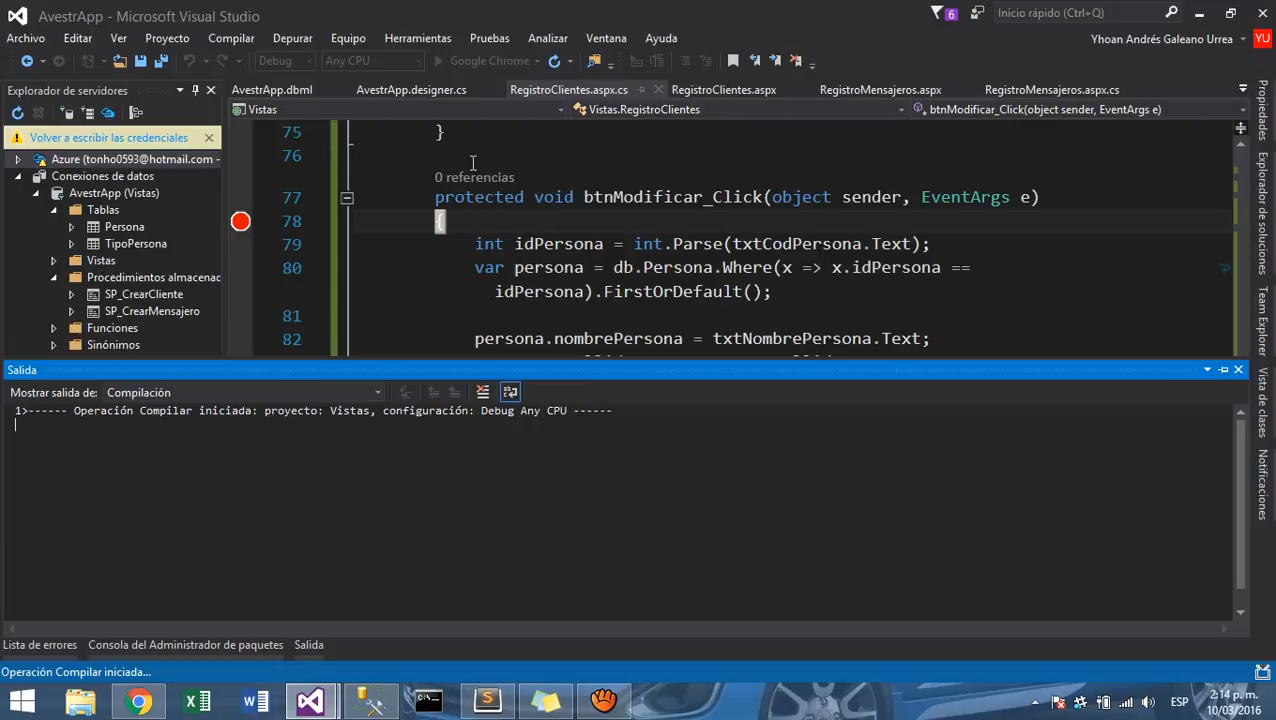 AvestrApp - Microsoft Visual Studio
6
Inicio rápido (Ctrl+Q)
Archivo Editar Ver Proyecto Compilar Depurar Equipo Herramientas Pruebas Analizar Ventana Ayuda
Yhoan Andrés Galeano Urrea
YU
Debug Any CPU Google Chrome
Explorador de servidores
AvestrApp.dbml AvestrApp.designer.cs RegistroClientes.aspx.cs RegistroClientes.aspx RegistroMensajeros.aspx RegistroMensajeros.aspx.cs
Vistas Vistas.RegistroClientes btnModificar_Click(object sender, EventArgs e)
Volver a escribir las credenciales
Azure (tonho0593@hotmail.com -
Conexiones de datos
AvestrApp (Vistas)
Tablas
Persona
TipoPersona
Vistas
Procedimientos almacena
SP_CrearCliente
SP_CrearMensajero
Funciones
Sinónimos
75 }
76
0 referencias
77 protected void btnModificar_Click(object sender, EventArgs e)
78 {
79 int idPersona = int.Parse(txtCodPersona.Text);
80 var persona = db.Persona.Where(x => x.idPersona ==
idPersona).FirstOrDefault();
81
82 persona.nombrePersona = txtNombrePersona.Text;
Propiedades
Explorador de soluciones
Team Explorer
Vista de clases
Notificaciones
Salida
Mostrar salida de: Compilación
1>------ Operación Compilar iniciada: proyecto: Vistas, configuración: Debug Any CPU ------
Lista de errores Consola del Administrador de paquetes Salida
Operación Compilar iniciada...
ESP
2:14 p. m.
10/03/2016